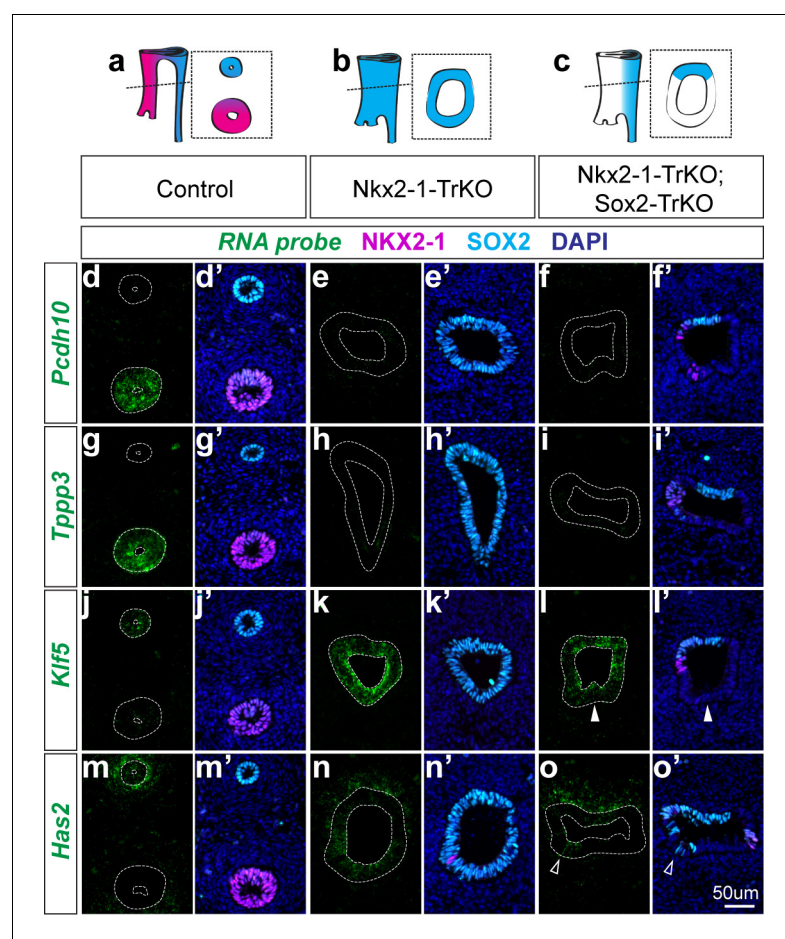 a b c
Control Nkx2-1-TrKO Nkx2-1-TrKO;
Sox2-TrKO
RNA probe NKX2-1 SOX2 DAPI
Pcdh10
d d’ e e’ f f’
Tppp3
g g’ h h’ i i’
Klf5
j j’ k k’ l l’
Has2
m m’ n n’ o o’
50um